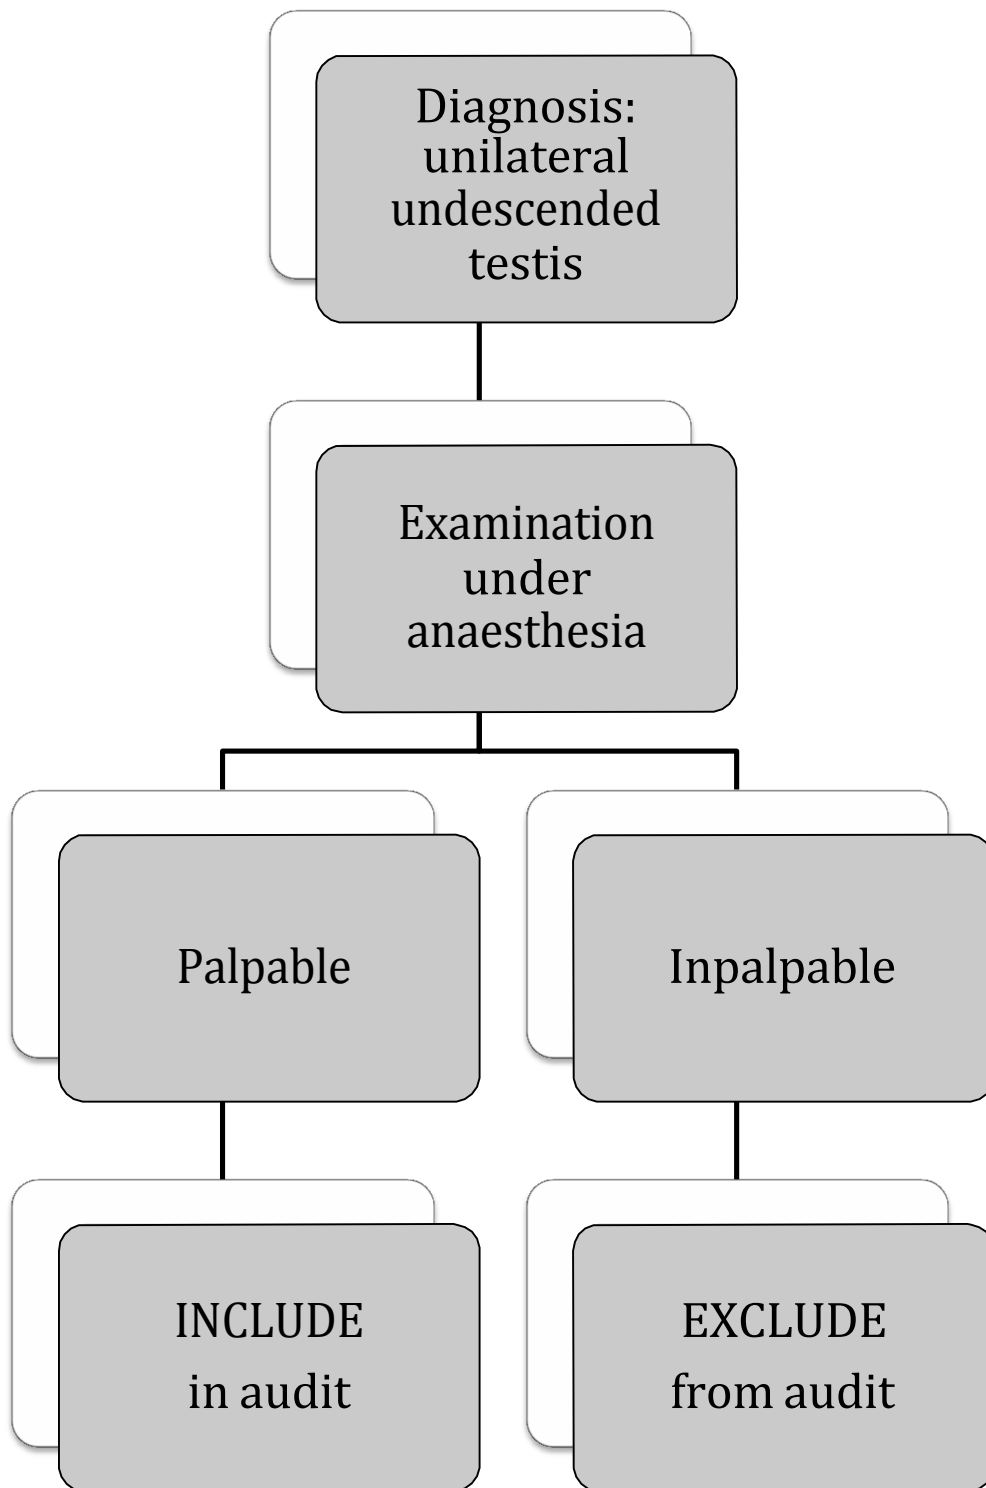 Diagnosis:
unilateral
undescended
testis
Examination
under
anaesthesia
Palpable
Inpalpable
INCLUDE
in audit
EXCLUDE
from audit